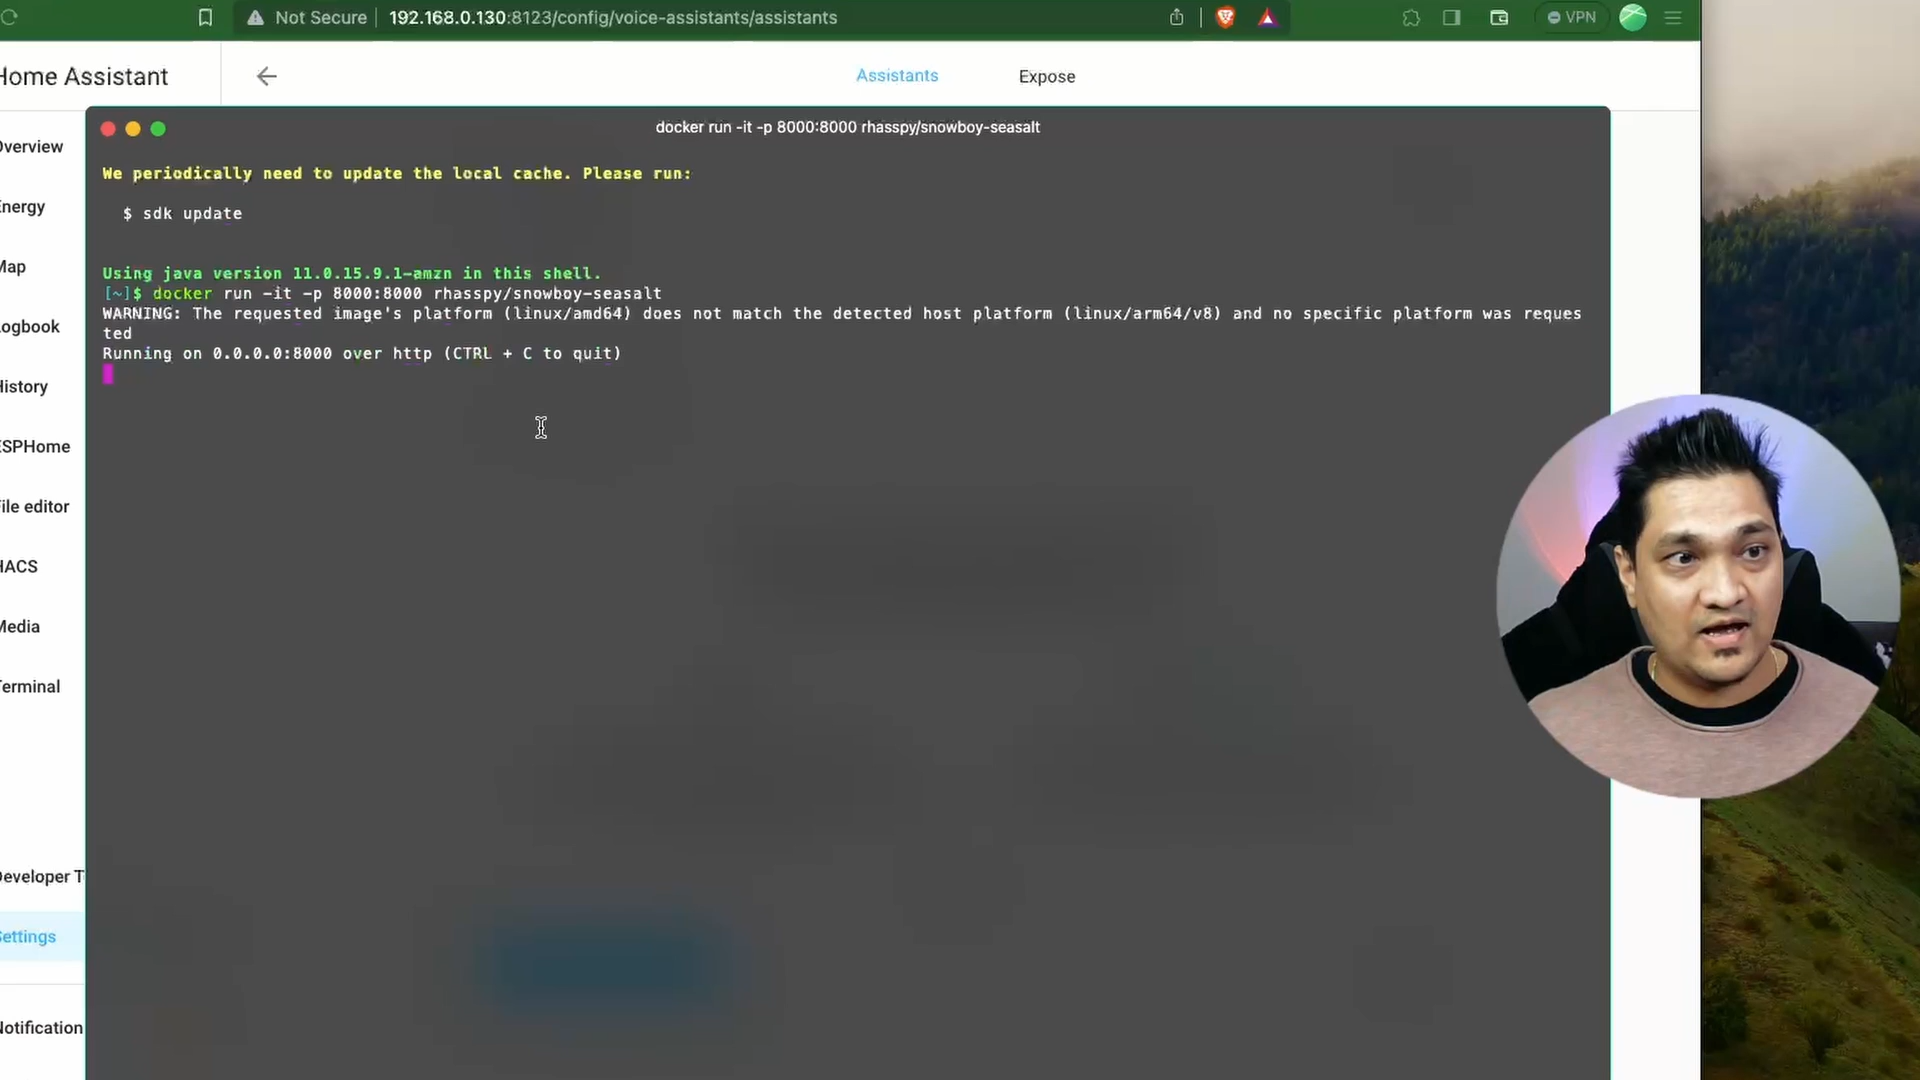 Not Secure
192.168.0.130:8123/config/voice-assistants/assistants
VPN
Home Assistant
Assistants
Expose
docker run -it -p 8000:8000 rhasspy/snowboy-seasalt
We periodically need to update the local cache. Please run:
$ sdk update
Using java version 11.0.15.9.1-amzn in this shell.
[~]$ docker run -it -p 8000:8000 rhasspy/snowboy-seasalt
WARNING: The requested image's platform (linux/amd64) does not match the detected host platform (linux/arm64/v8) and no specific platform was reques
ted
Running on 0.0.0.0:8000 over http (CTRL + C to quit)
Overview
Energy
Map
Logbook
History
ESPHome
File editor
HACS
Media
Terminal
Developer T
Settings
Notification